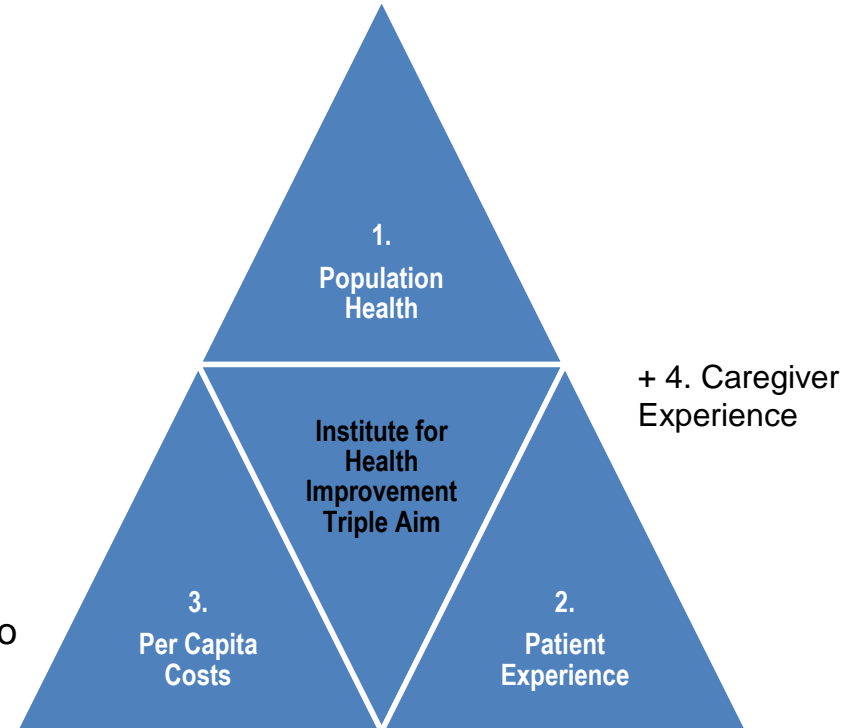 1.
Population
Health
+ 4. Caregiver
Experience
Institute for
Health
Improvement
Triple Aim
o
3.
Per Capita
Costs
2.
Patient
Experience